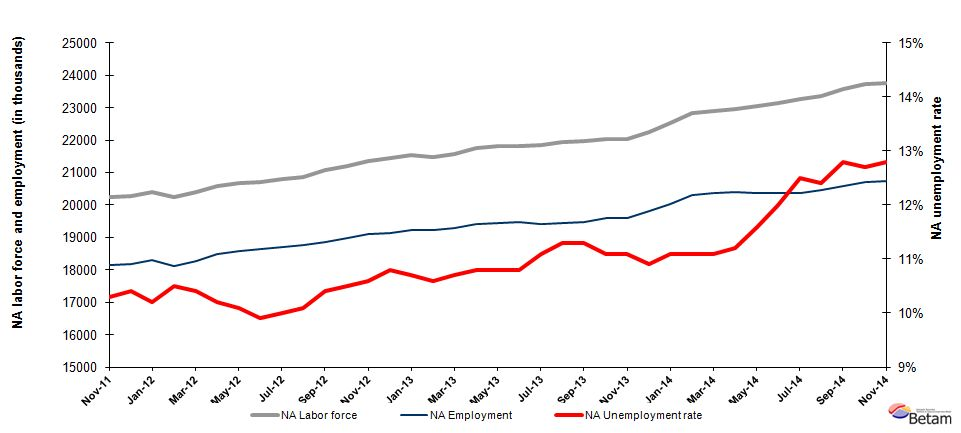 NA labor force and employment (in thousands)
25000
24000
23000
22000
21000
20000
19000
18000
17000
16000
15000
15%
14%
13%
12%
11%
10%
9%
NA unemployment rate
Nov-11
Jan-12
Mar-12
May-12
Jul-12
Sep-12
Nov-12
Jan-13
Mar-13
May-13
Jul-13
Sep-13
Nov-13
Jan-14
Mar-14
May-14
Jul-14
Sep-14
Nov-14
NA Labor force
NA Employment
NA Unemployment rate
Betam